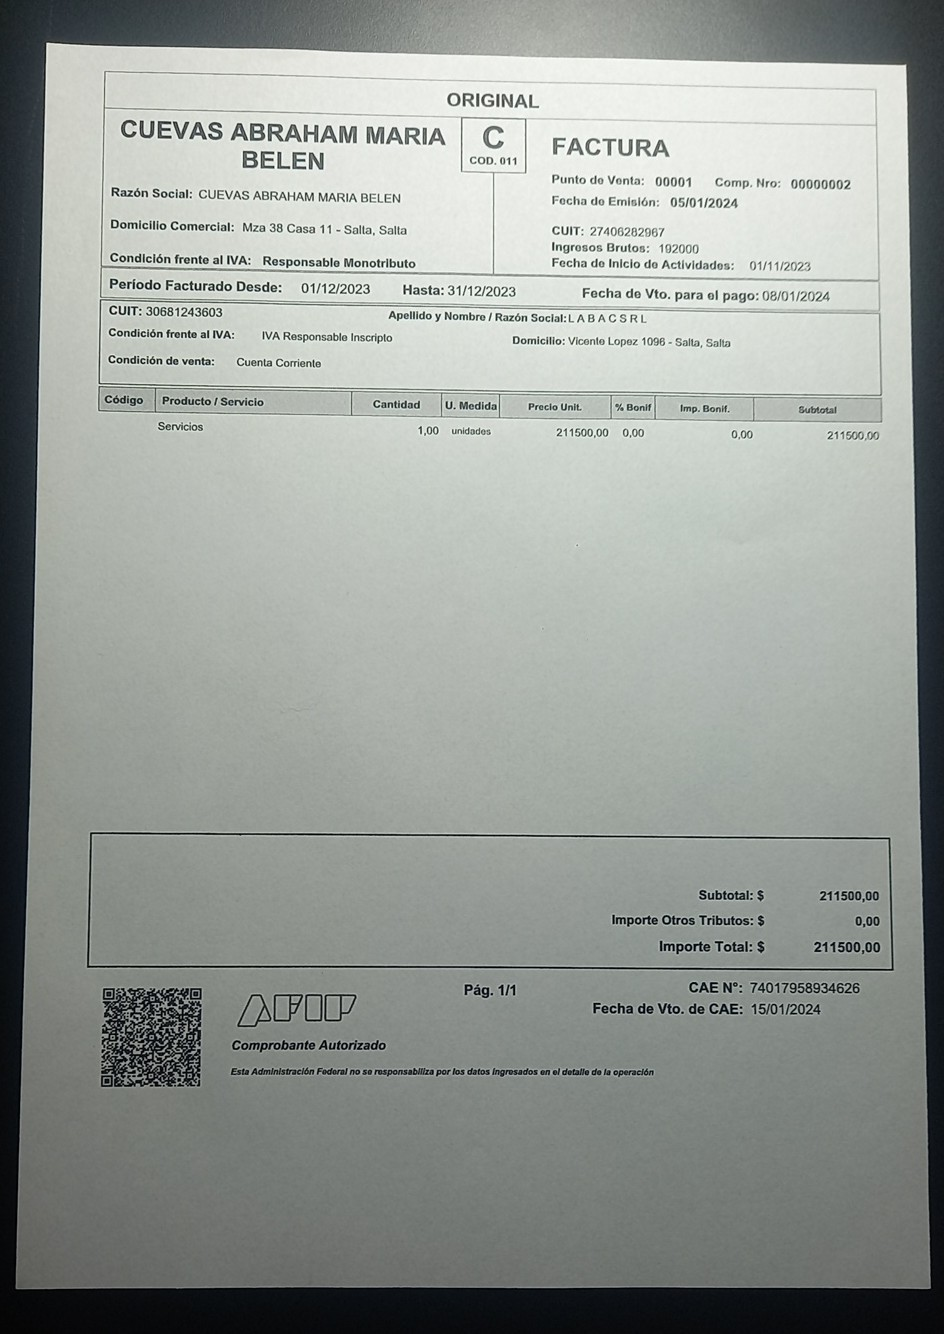 ORIGINAL
CUEVAS ABRAHAM MARIA
BELEN
C
COD. 011
FACTURA
Razón Social: CUEVAS ABRAHAM MARIA BELEN
Domicilio Comercial: Mza 38 Casa 11 - Salta, Salta
Condición frente al IVA: Responsable Monotributo
Punto de Venta: 00001 Comp. Nro: 00000002
Fecha de Emisión: 05/01/2024
CUIT: 27406282967
Ingresos Brutos: 192000
Fecha de Inicio de Actividades: 01/11/2023
Período Facturado Desde: 01/12/2023 Hasta: 31/12/2023 Fecha de Vto. para el pago: 08/01/2024
CUIT: 30681243603 Apellido y Nombre / Razón Social: L A B A C S R L
Condición frente al IVA: IVA Responsable Inscripto Domicilio: Vicente Lopez 1096 - Salta, Salta
Condición de venta: Cuenta Corriente
Código Producto / Servicio Cantidad U. Medida Precio Unit. % Bonif Imp. Bonif. Subtotal
Servicios 1,00 unidades 211500,00 0,00 0,00 211500,00
Subtotal: $ 211500,00
Importe Otros Tributos: $ 0,00
Importe Total: $ 211500,00
AFIP
Pág. 1/1
CAE N°: 74017958934626
Fecha de Vto. de CAE: 15/01/2024
Comprobante Autorizado
Esta Administración Federal no se responsabiliza por los datos ingresados en el detalle de la operación